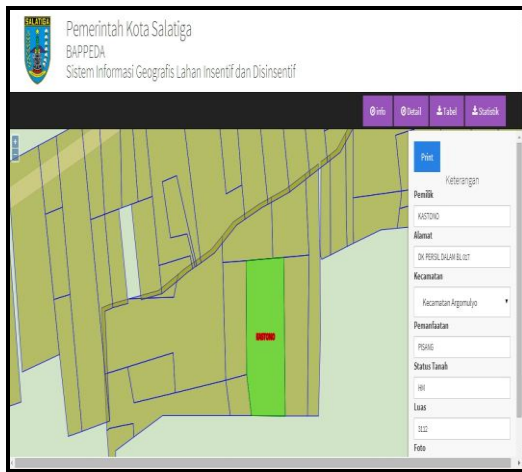 SALATIGA
Pemerintah Kota Salatiga
BAPPEDA
Sistem Informasi Geografis Lahan Insentif dan Disinsentif
Info
Detail
Tabel
Statistik
Print
Keterangan
Pemilik
KASTONO
Alamat
DK PERSIL DALAM BL 017
Kecamatan
Kecamatan Argomulyo
Pemanfaatan
PISANG
Status Tanah
HM
Luas
3112
Foto
KASTONO